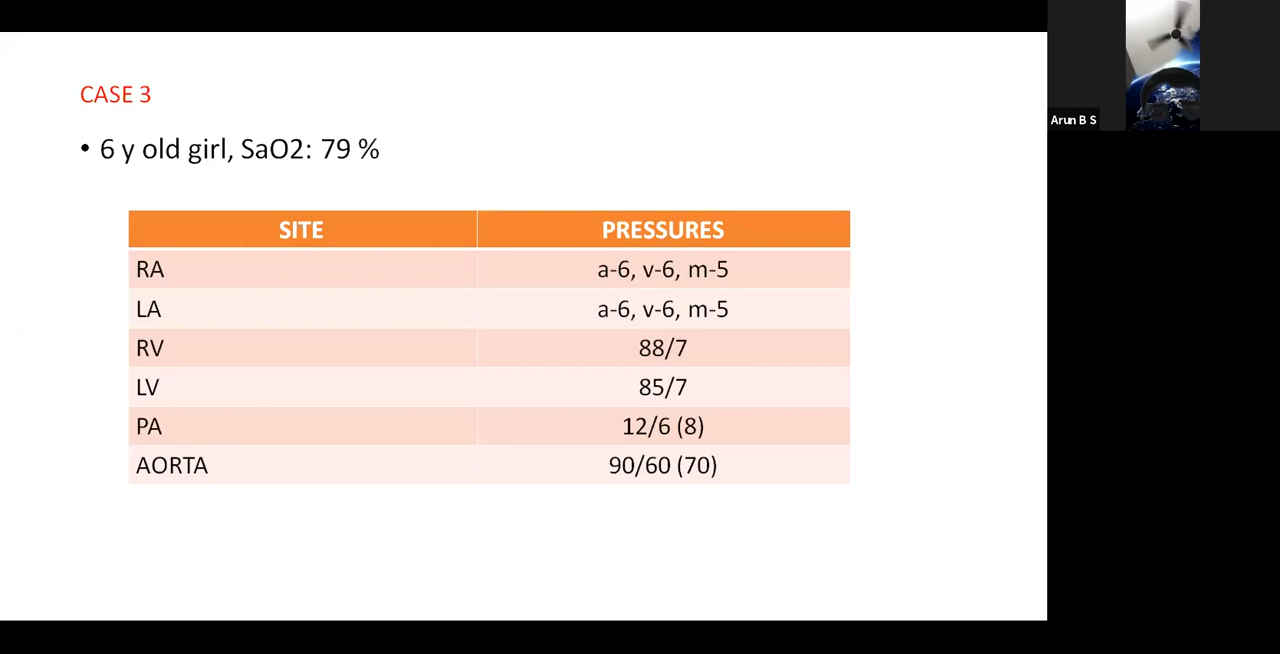 CASE 3
• 6 y old girl, SaO2: 79 %
SITE PRESSURES
RA a-6, v-6, m-5
LA a-6, v-6, m-5
RV 88/7
LV 85/7
PA 12/6 (8)
AORTA 90/60 (70)
Arun B S